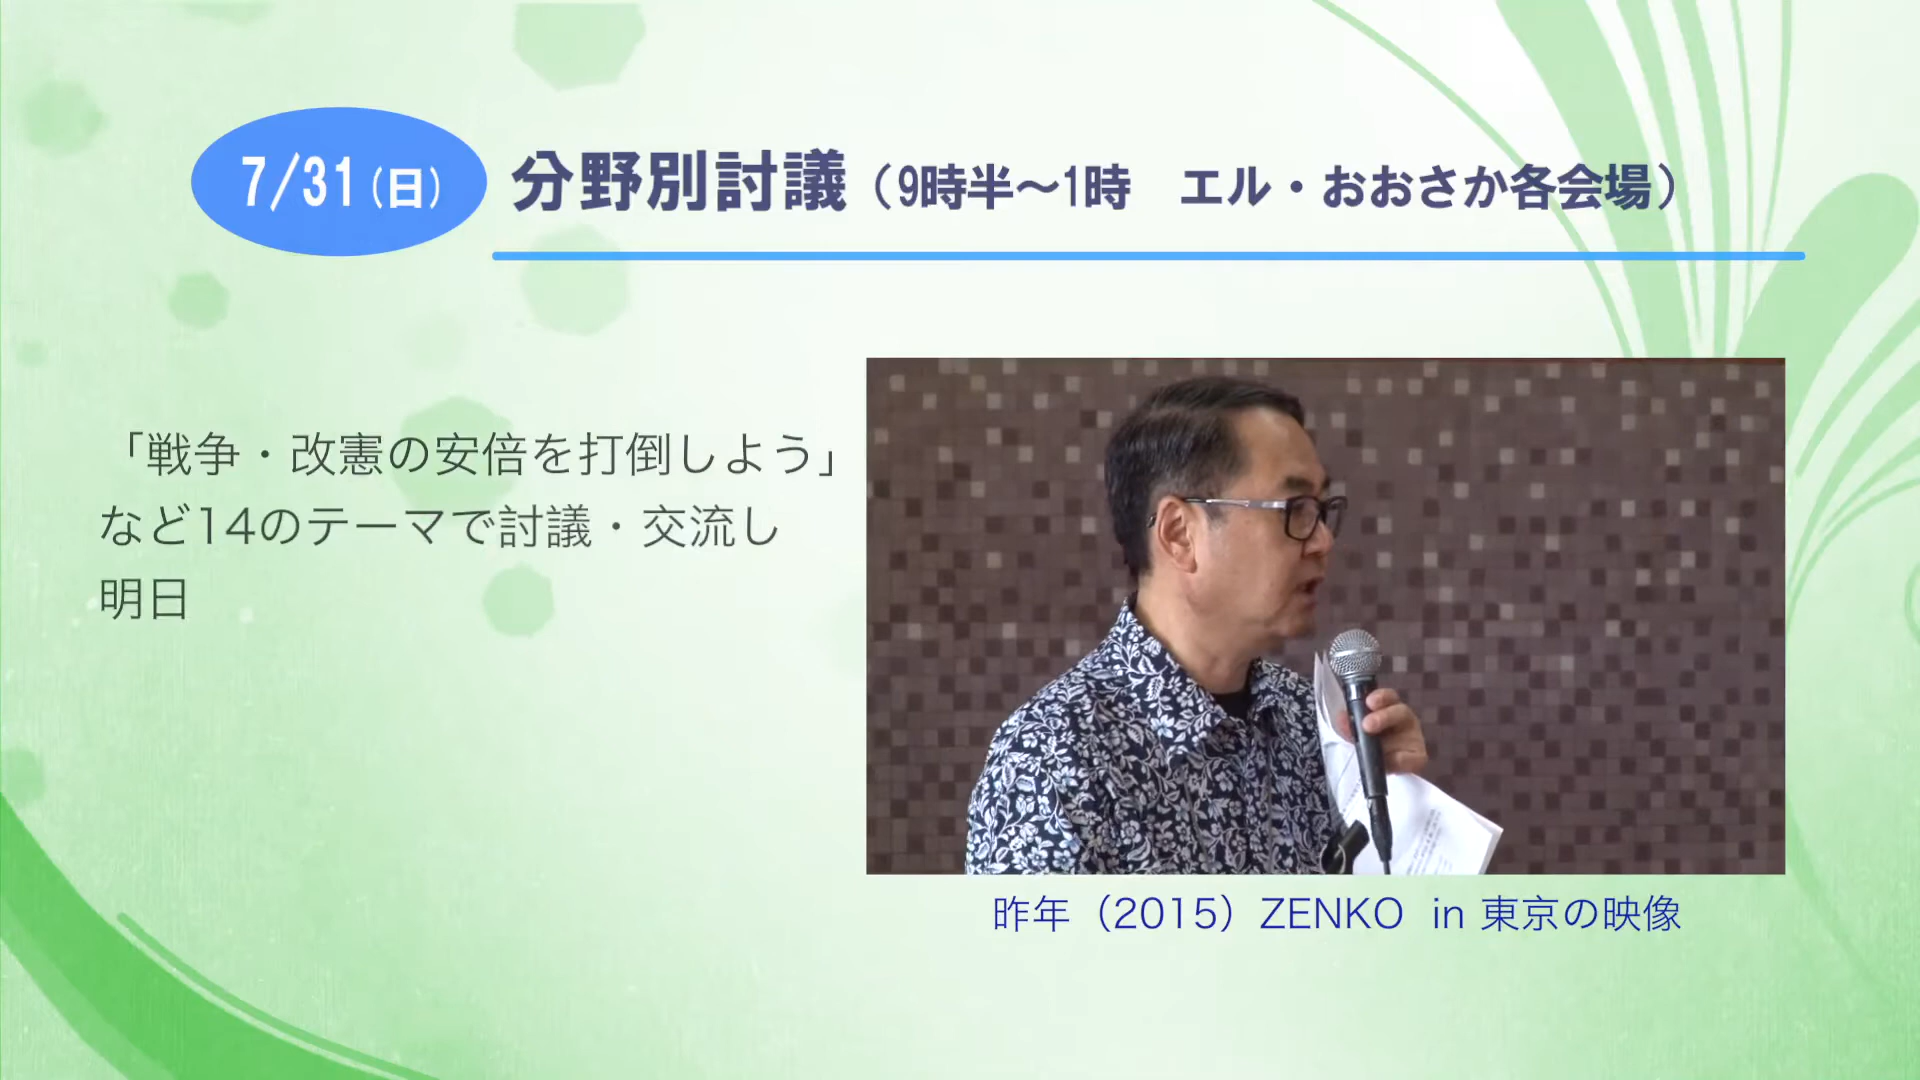 7/31(日) 分野別討議（9時半～1時　エル・おおさか各会場）
「戦争・改憲の安倍を打倒しよう」
など14のテーマで討議・交流し
明日
昨年（2015）ZENKO in 東京の映像